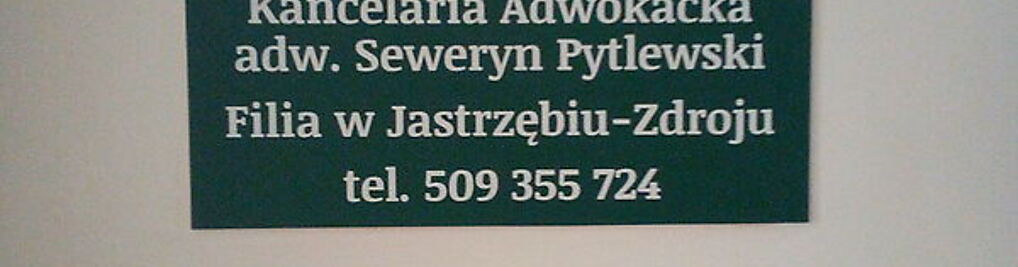 Kancelaria Adwokacka
adw. Seweryn Pytlewski
Filia w Jastrzębiu-Zdroju
tel. 509 355 724